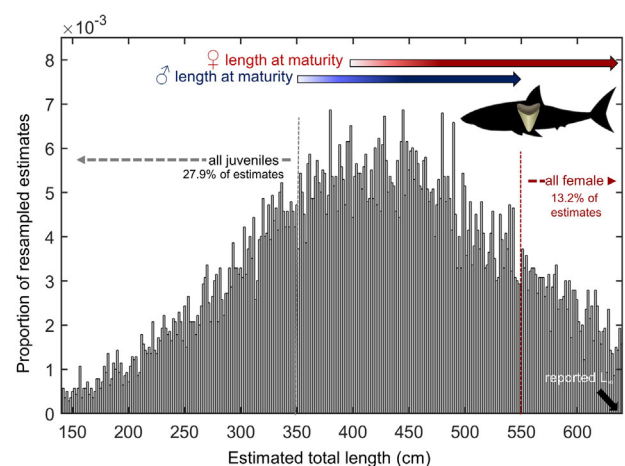 ×10⁻³
♀ length at maturity
♂ length at maturity
all juveniles
27.9% of estimates
all female
13.2% of
estimates
reported L∞
Proportion of resampled estimates
8
7
6
5
4
3
2
1
0
150 200 250 300 350 400 450 500 550 600
Estimated total length (cm)